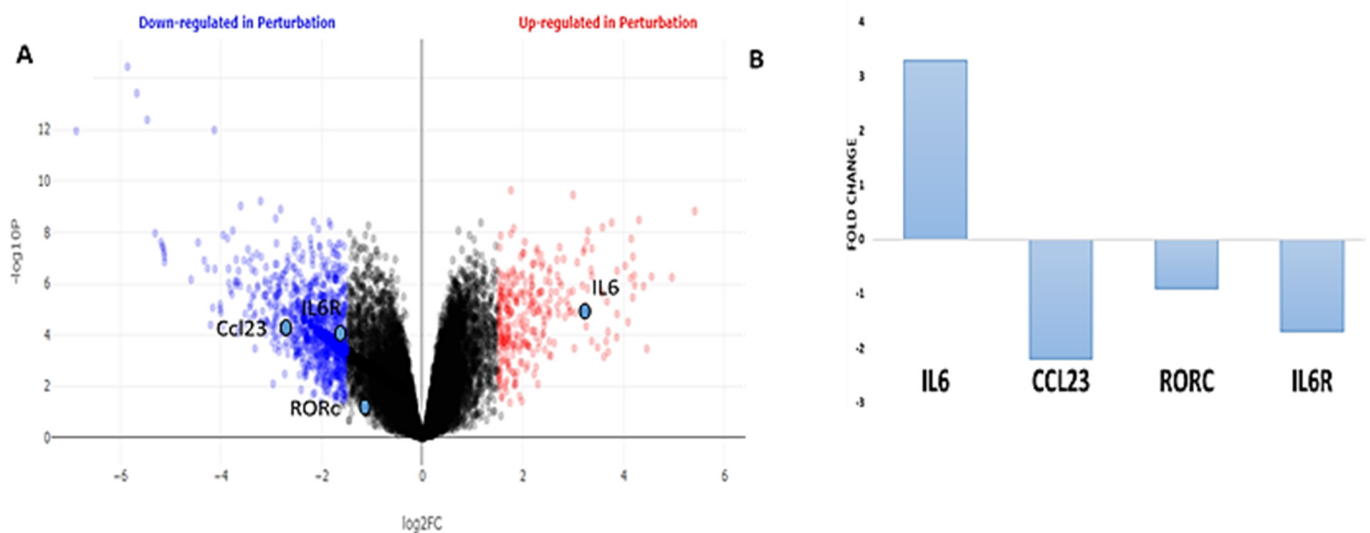 Down-regulated in Perturbation
Up-regulated in Perturbation
A
B
-log10P
12
10
8
6
4
2
0
IL6
IL6R
Ccl23
RORc
−6
−4
−2
0
2
4
6
log2FC
FOLD CHANGE
4
3
2
1
0
-1
-2
-3
IL6
CCL23
RORC
IL6R